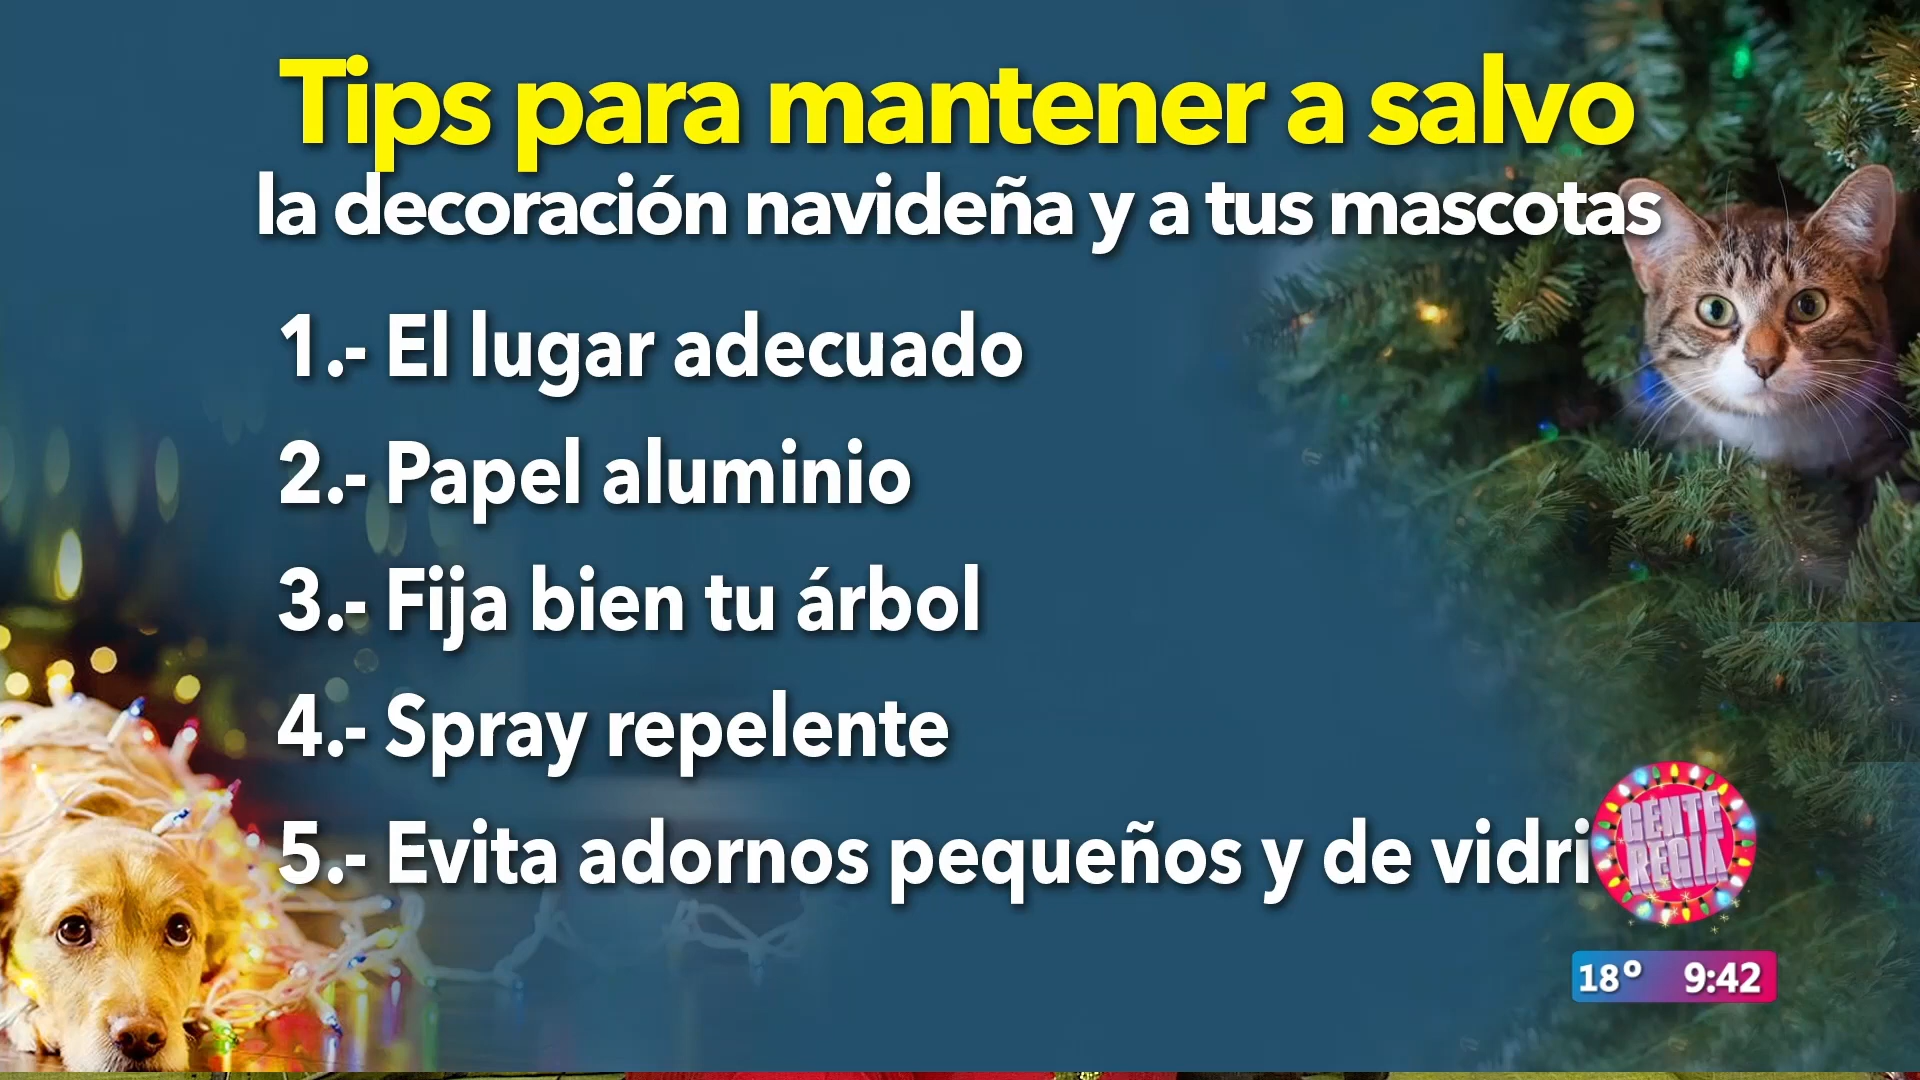 Tips para mantener a salvo
la decoración navideña y a tus mascotas
1.- El lugar adecuado
2.- Papel aluminio
3.- Fija bien tu árbol
4.- Spray repelente
5.- Evita adornos pequeños y de vidri
GENTE
REGIA
18° 9:42